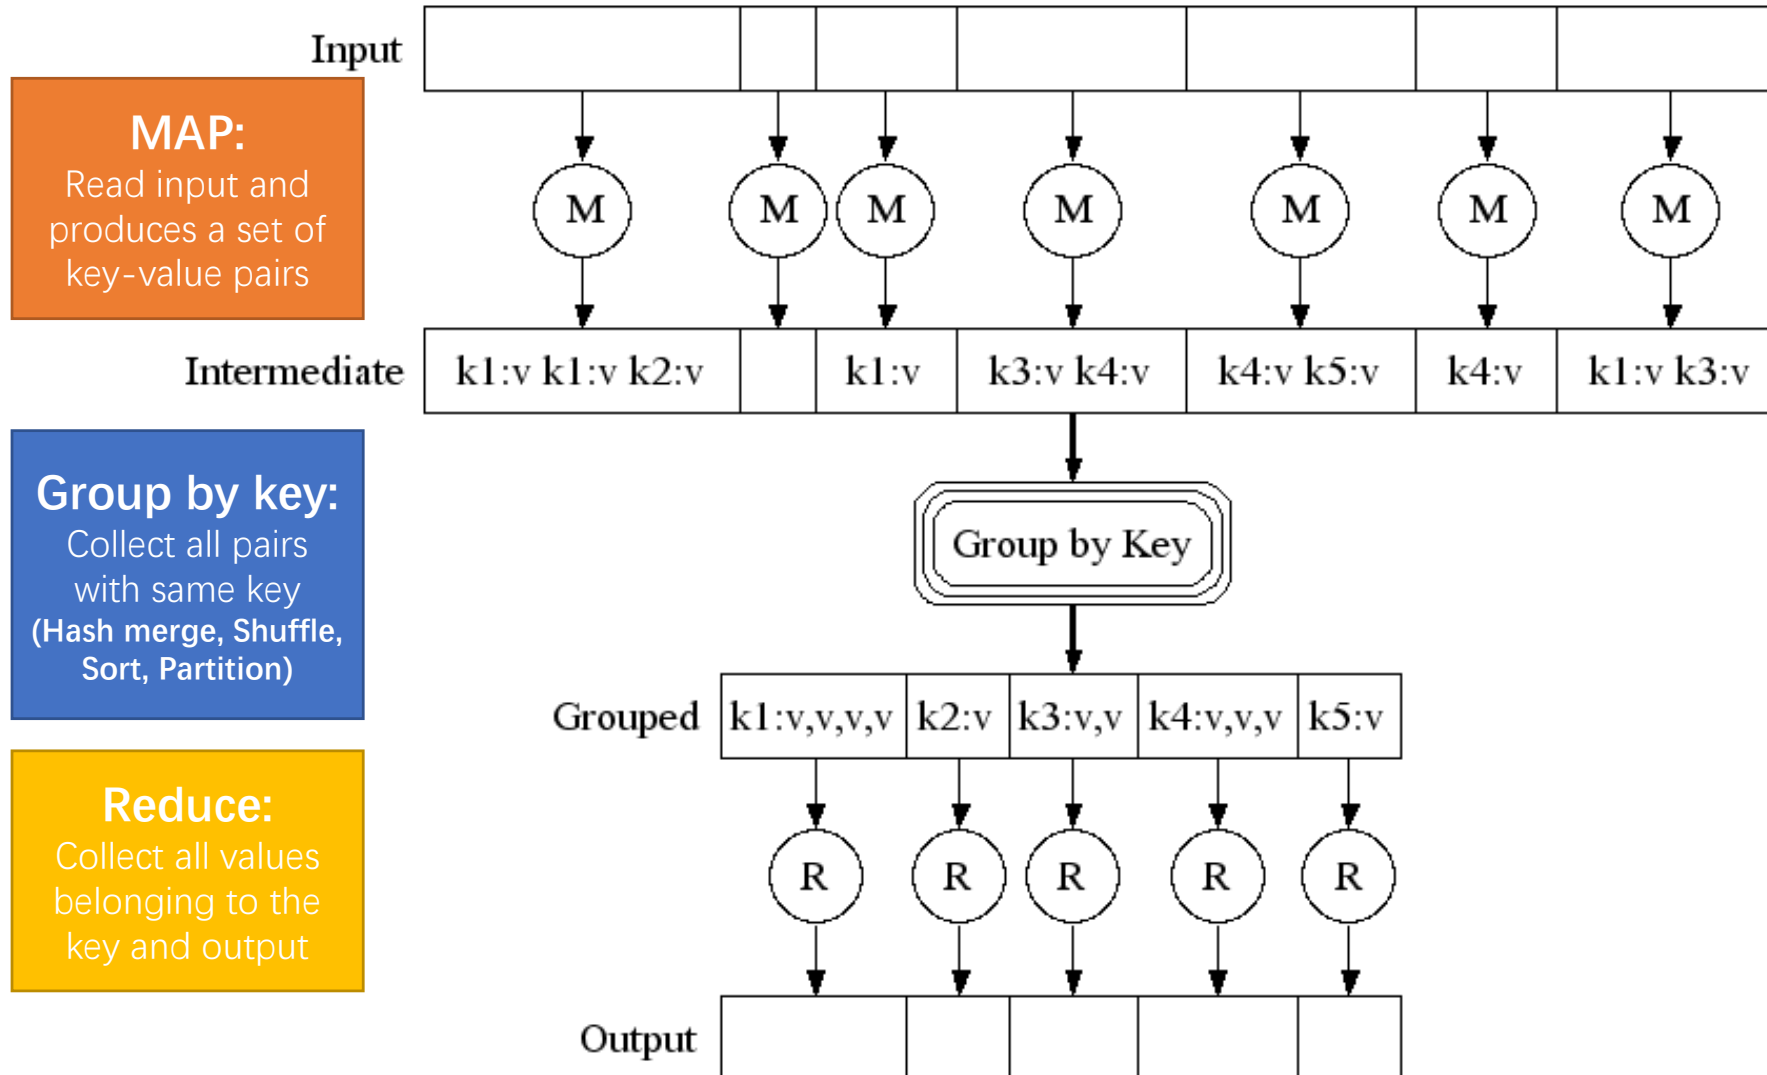 Input
MAP:
Read input and
produces a set of
key-value pairs
M M M M M M M
Intermediate
k1:v k1:v k2:v k1:v k3:v k4:v k4:v k5:v k4:v k1:v k3:v
Group by key:
Collect all pairs
with same key
(Hash merge, Shuffle,
Sort, Partition)
Group by Key
Grouped
k1:v,v,v,v k2:v k3:v,v k4:v,v,v k5:v
Reduce:
Collect all values
belonging to the
key and output
R R R R R
Output